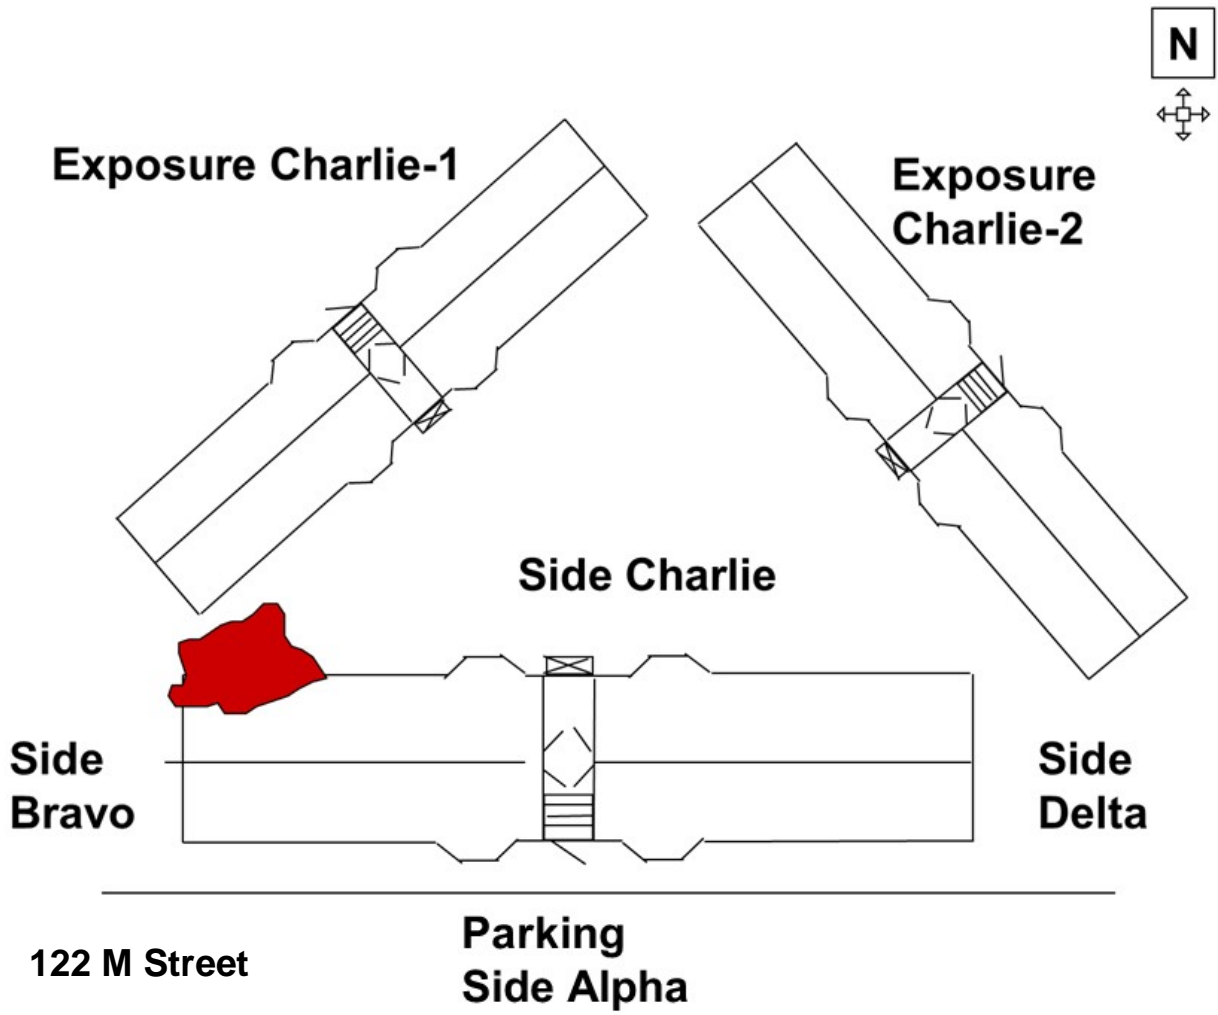 N
Exposure Charlie-1
Exposure
Charlie-2
Side Charlie
Side
Bravo
Side
Delta
Parking
Side Alpha
122 M Street